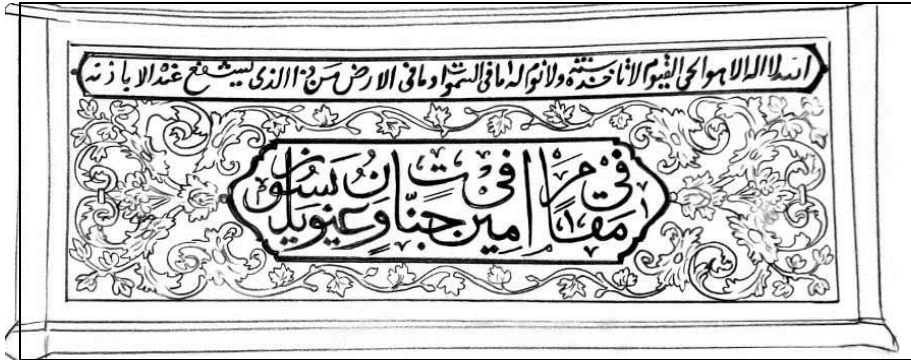 الله لا اله الا هو الحي القيوم لا تاخذه سنة ولا نوم له ما في السموات وما في الارض من ذا الذي يشفع عنده الا باذنه
في مقام امين في جنات وعيون يلبسون